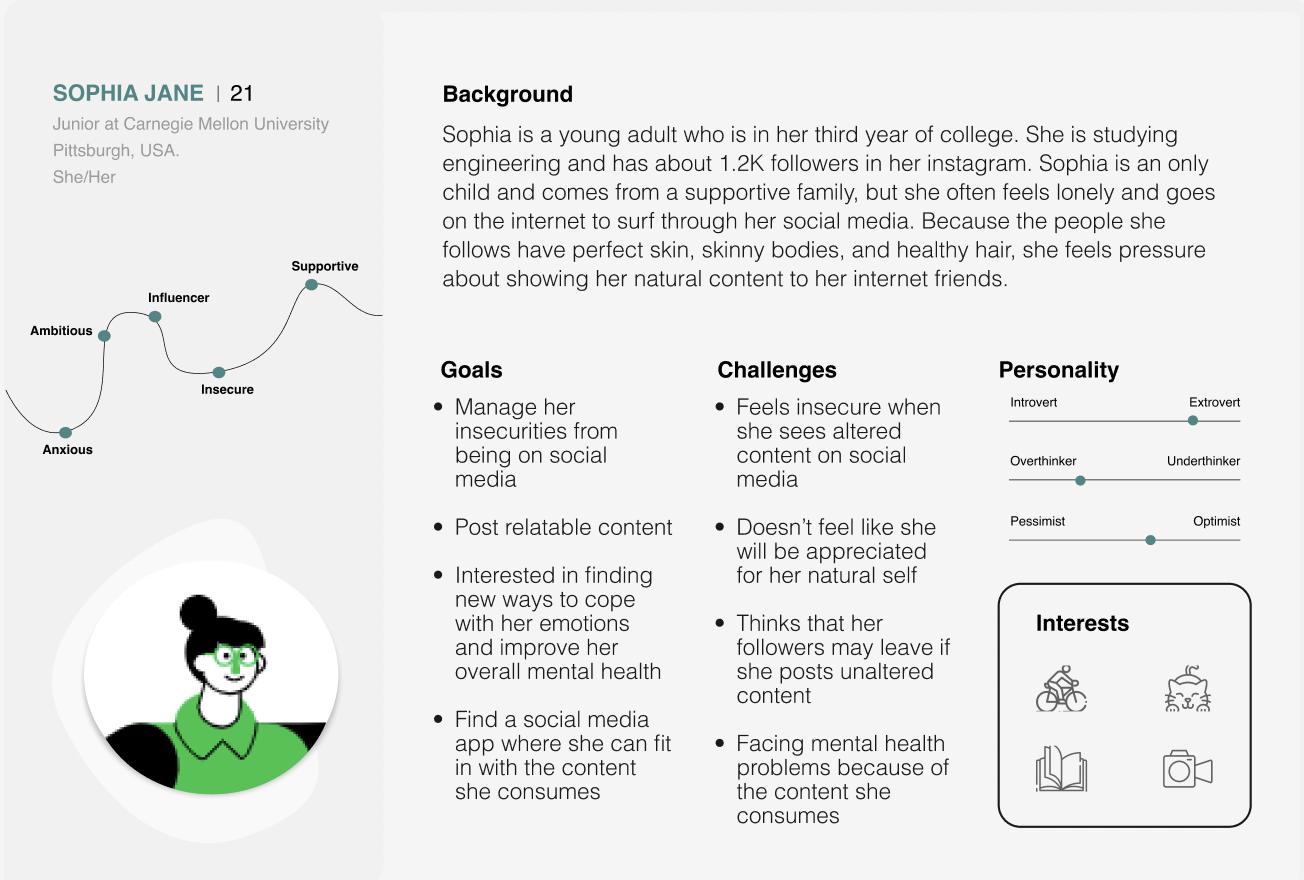 SOPHIA JANE | 21
Junior at Carnegie Mellon University
Pittsburgh, USA.
She/Her
Supportive
Influencer
Ambitious
Insecure
Anxious
Background
Sophia is a young adult who is in her third year of college. She is studying
engineering and has about 1.2K followers in her instagram. Sophia is an only
child and comes from a supportive family, but she often feels lonely and goes
on the internet to surf through her social media. Because the people she
follows have perfect skin, skinny bodies, and healthy hair, she feels pressure
about showing her natural content to her internet friends.
Goals
• Manage her
insecurities from
being on social
media
• Post relatable content
• Interested in finding
new ways to cope
with her emotions
and improve her
overall mental health
• Find a social media
app where she can fit
in with the content
she consumes
Challenges
• Feels insecure when
she sees altered
content on social
media
• Doesn’t feel like she
will be appreciated
for her natural self
• Thinks that her
followers may leave if
she posts unaltered
content
• Facing mental health
problems because of
the content she
consumes
Personality
Introvert Extrovert
Overthinker Underthinker
Pessimist Optimist
Interests